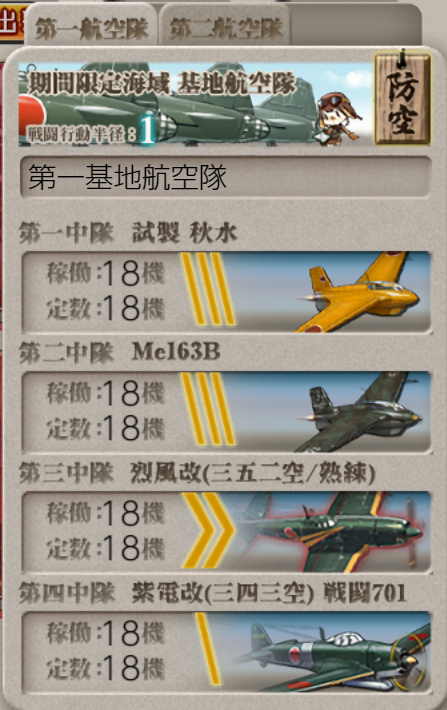 出
第一航空隊 第二航空隊
期間限定海域 基地航空隊
戦闘行動半径：1
防空
第一基地航空隊
第一中隊 試製 秋水
稼働：18機
定数：18機
第二中隊 Me163B
稼働：18機
定数：18機
第三中隊 烈風改(三五二空/熟練)
稼働：18機
定数：18機
第四中隊 紫電改(三四三空) 戦闘701
稼働：18機
定数：18機